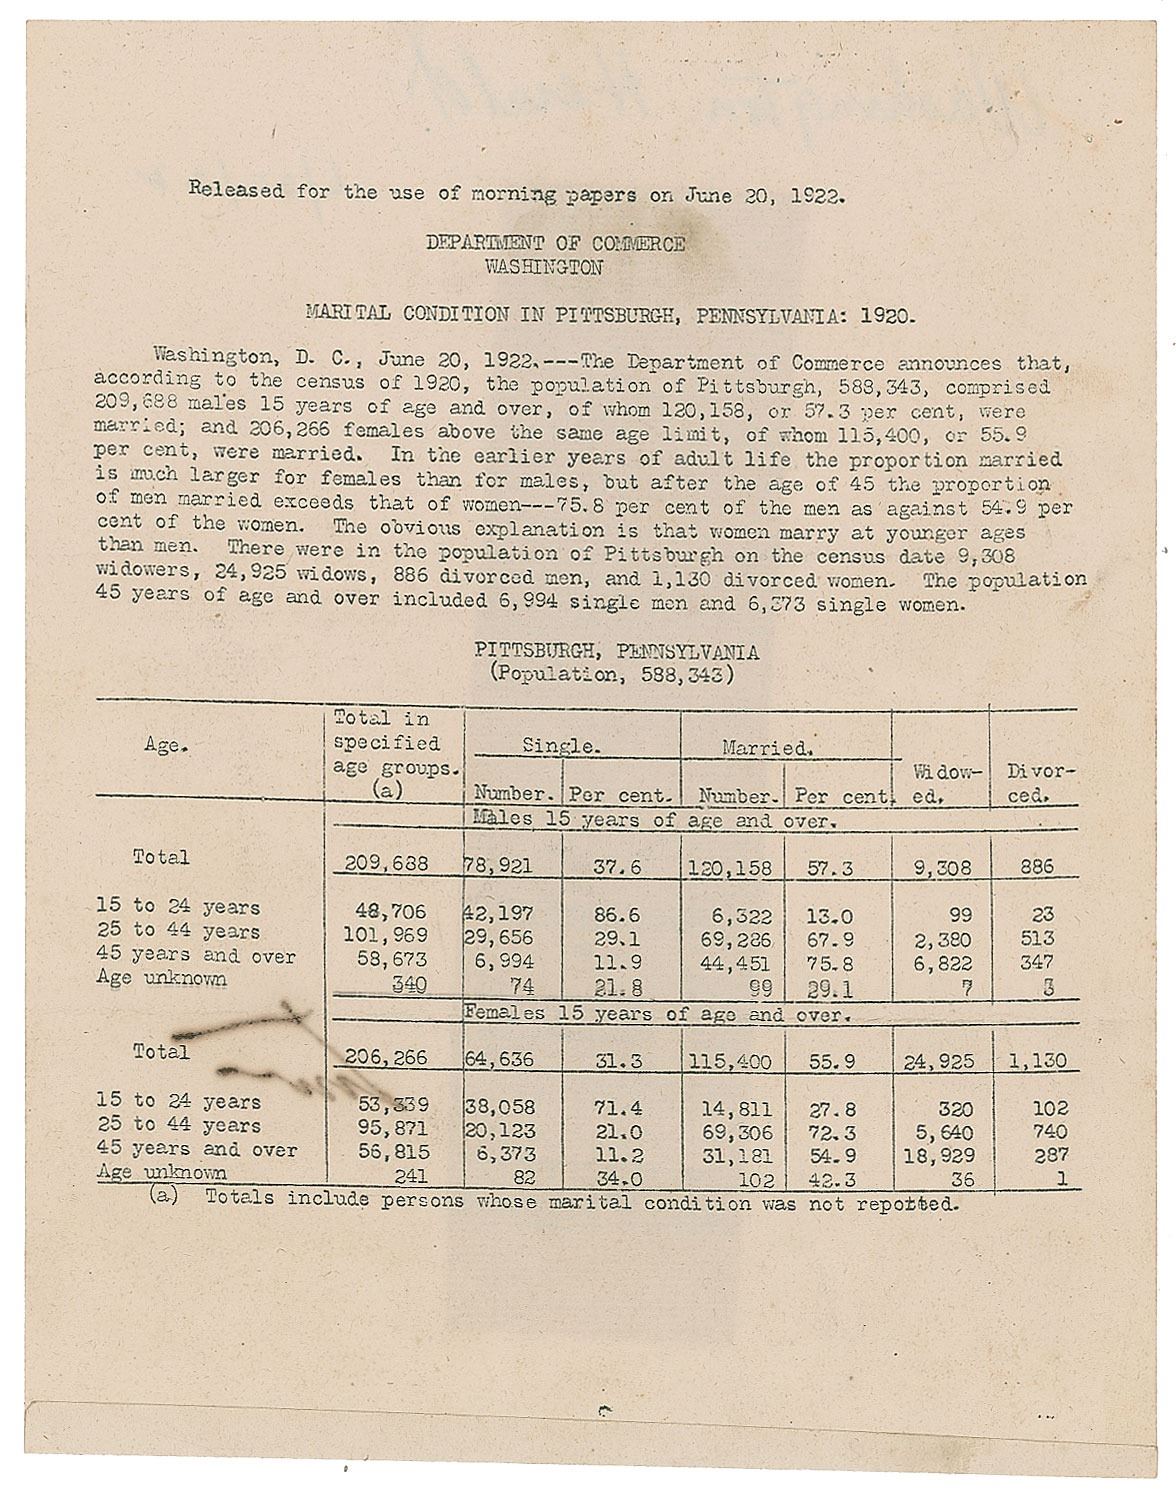 Released for the use of morning papers on June 20, 1922.
DEPARTMENT OF COMMERCE
WASHINGTON
MARITAL CONDITION IN PITTSBURGH, PENNSYLVANIA: 1920.
Washington, D. C., June 20, 1922.---The Department of Commerce announces that,
according to the census of 1920, the population of Pittsburgh, 588,343, comprised
209,688 males 15 years of age and over, of whom 120,158, or 57.3 per cent, were
married; and 206,266 females above the same age limit, of whom 115,400, or 55.9
per cent, were married. In the earlier years of adult life the proportion married
is much larger for females than for males, but after the age of 45 the proportion
of men married exceeds that of women---75.8 per cent of the men as against 54.9 per
cent of the women. The obvious explanation is that women marry at younger ages
than men. There were in the population of Pittsburgh on the census date 9,308
widowers, 24,925 widows, 886 divorced men, and 1,130 divorced women. The population
45 years of age and over included 6,994 single men and 6,373 single women.
PITTSBURGH, PENNSYLVANIA
(Population, 588,343)
Age. Total in specified age groups. (a) Single. Married. Widow-ed. Divor-ced.
Number. Per cent. Number. Per cent.
Males 15 years of age and over.
Total 209,688 78,921 37.6 120,158 57.3 9,308 886
15 to 24 years 48,706 42,197 86.6 6,322 13.0 99 23
25 to 44 years 101,969 29,656 29.1 69,286 67.9 2,380 513
45 years and over 58,673 6,994 11.9 44,451 75.8 6,822 347
Age unknown 340 74 21.8 99 29.1 7 3
Females 15 years of age and over.
Total 206,266 64,636 31.3 115,400 55.9 24,925 1,130
15 to 24 years 53,339 38,058 71.4 14,811 27.8 320 102
25 to 44 years 95,871 20,123 21.0 69,306 72.3 5,640 740
45 years and over 56,815 6,373 11.2 31,181 54.9 18,929 287
Age unknown 241 82 34.0 102 42.3 36 1
(a) Totals include persons whose marital condition was not reported.